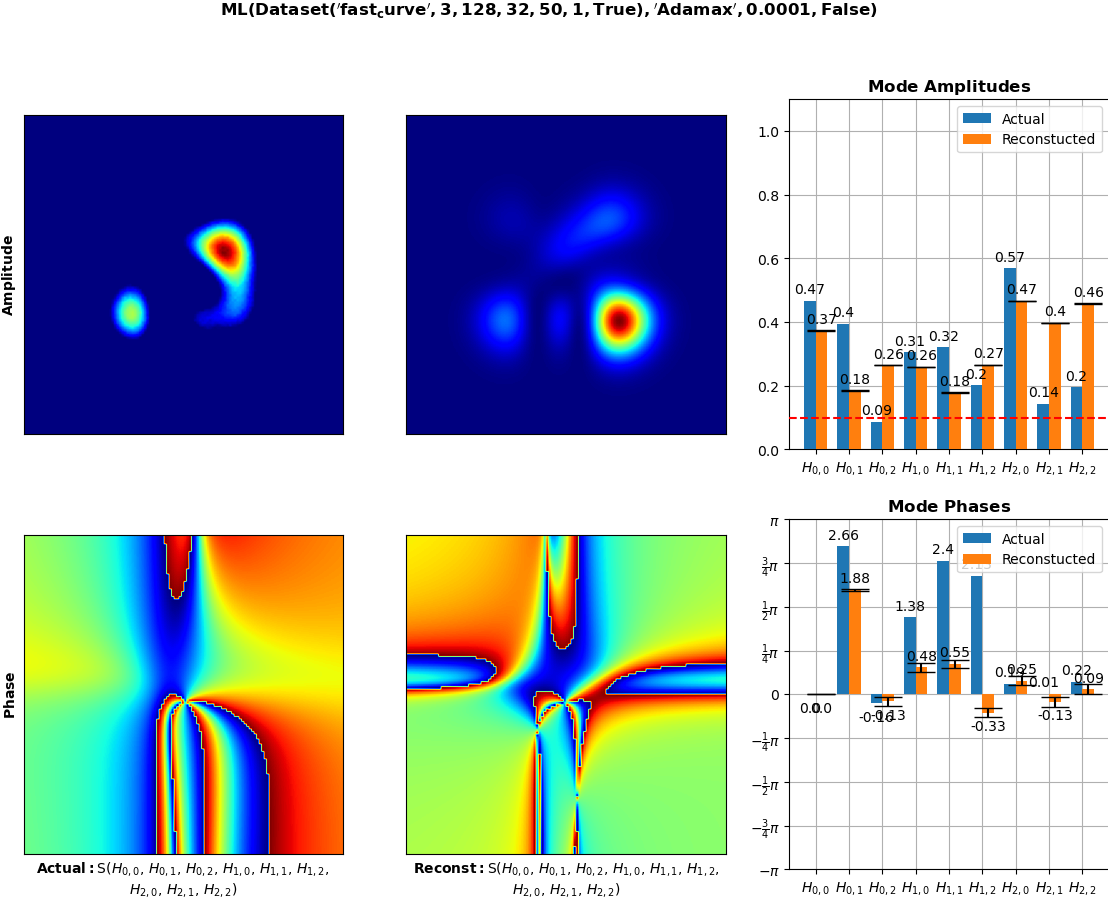 ML(Dataset('fast_curve', 3, 128, 32, 50, 1, True), 'Adamax', 0.0001, False)
Mode Amplitudes
Actual
Reconstucted
1.0
0.8
0.6
0.4
0.2
0.0
0.47
0.37
0.4
0.18
0.09
0.26
0.31
0.26
0.32
0.18
0.2
0.27
0.57
0.47
0.14
0.4
0.2
0.46
H0,0 H0,1 H0,2 H1,0 H1,1 H1,2 H2,0 H2,1 H2,2
Amplitude
Mode Phases
Actual
Reconstucted
π
3/4π
1/2π
1/4π
0
−1/4π
−1/2π
−3/4π
−π
0.0
2.66
1.88
-0.13
1.38
0.48
2.4
0.55
-0.33
0.25
0.01
-0.13
0.22
0.09
H0,0 H0,1 H0,2 H1,0 H1,1 H1,2 H2,0 H2,1 H2,2
Phase
Actual: S(H0,0, H0,1, H0,2, H1,0, H1,1, H1,2,
H2,0, H2,1, H2,2)
Reconst: S(H0,0, H0,1, H0,2, H1,0, H1,1, H1,2,
H2,0, H2,1, H2,2)